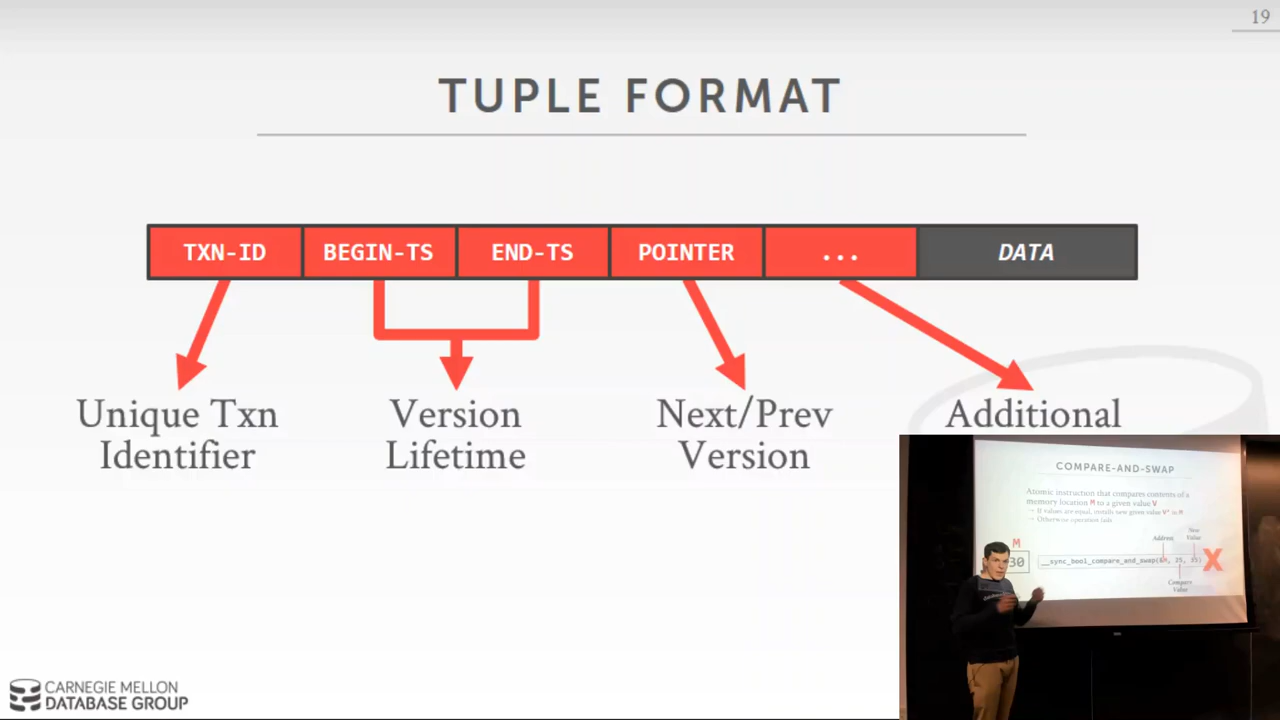 19
TUPLE FORMAT
TXN-ID BEGIN-TS END-TS POINTER ... DATA
Unique Txn
Identifier
Version
Lifetime
Next/Prev
Version
Additional
COMPARE-AND-SWAP
Atomic instruction that compares contents of a
memory location M to a given value V
→ If values are equal, installs new given value V' in M
→ Otherwise operation fails
M
30
Address
New
Value
__sync_bool_compare_and_swap(&M, 25, 35)
X
Compare
Value
CARNEGIE MELLON
DATABASE GROUP